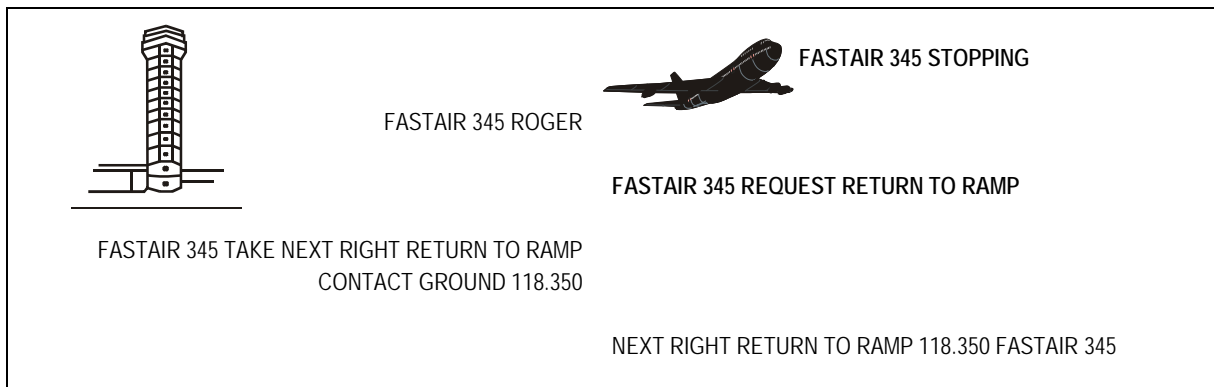 FASTAIR 345 STOPPING
FASTAIR 345 ROGER
FASTAIR 345 REQUEST RETURN TO RAMP
FASTAIR 345 TAKE NEXT RIGHT RETURN TO RAMP
CONTACT GROUND 118.350
NEXT RIGHT RETURN TO RAMP 118.350 FASTAIR 345